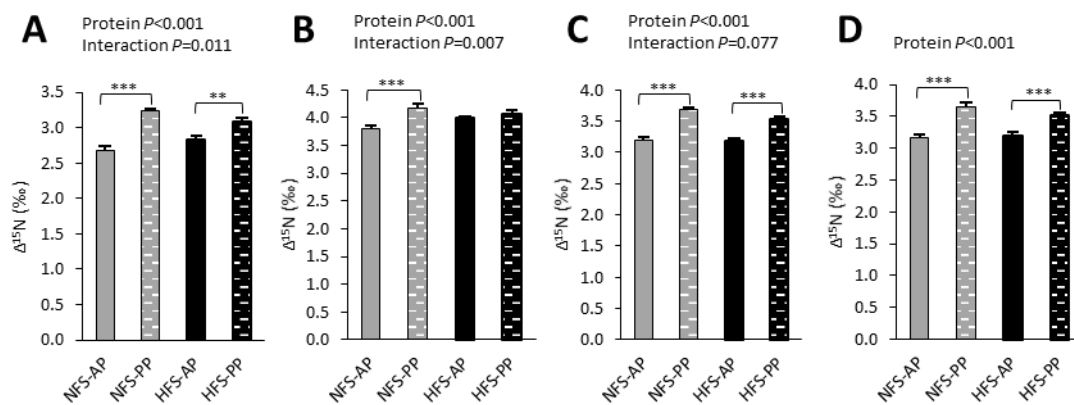 A
Protein P<0.001
Interaction P=0.011
Δ¹⁵N (‰)
3.5
3.0
2.5
2.0
1.5
1.0
0.5
0.0
***
**
NFS-AP
NFS-PP
HFS-AP
HFS-PP
B
Protein P<0.001
Interaction P=0.007
Δ¹⁵N (‰)
4.5
4.0
3.5
3.0
2.5
2.0
1.5
1.0
0.5
0.0
***
NFS-AP
NFS-PP
HFS-AP
HFS-PP
C
Protein P<0.001
Interaction P=0.077
Δ¹⁵N (‰)
4.0
3.5
3.0
2.5
2.0
1.5
1.0
0.5
0.0
***
***
NFS-AP
NFS-PP
HFS-AP
HFS-PP
D
Protein P<0.001
Δ¹⁵N (‰)
4.0
3.5
3.0
2.5
2.0
1.5
1.0
0.5
0.0
***
***
NFS-AP
NFS-PP
HFS-AP
HFS-PP